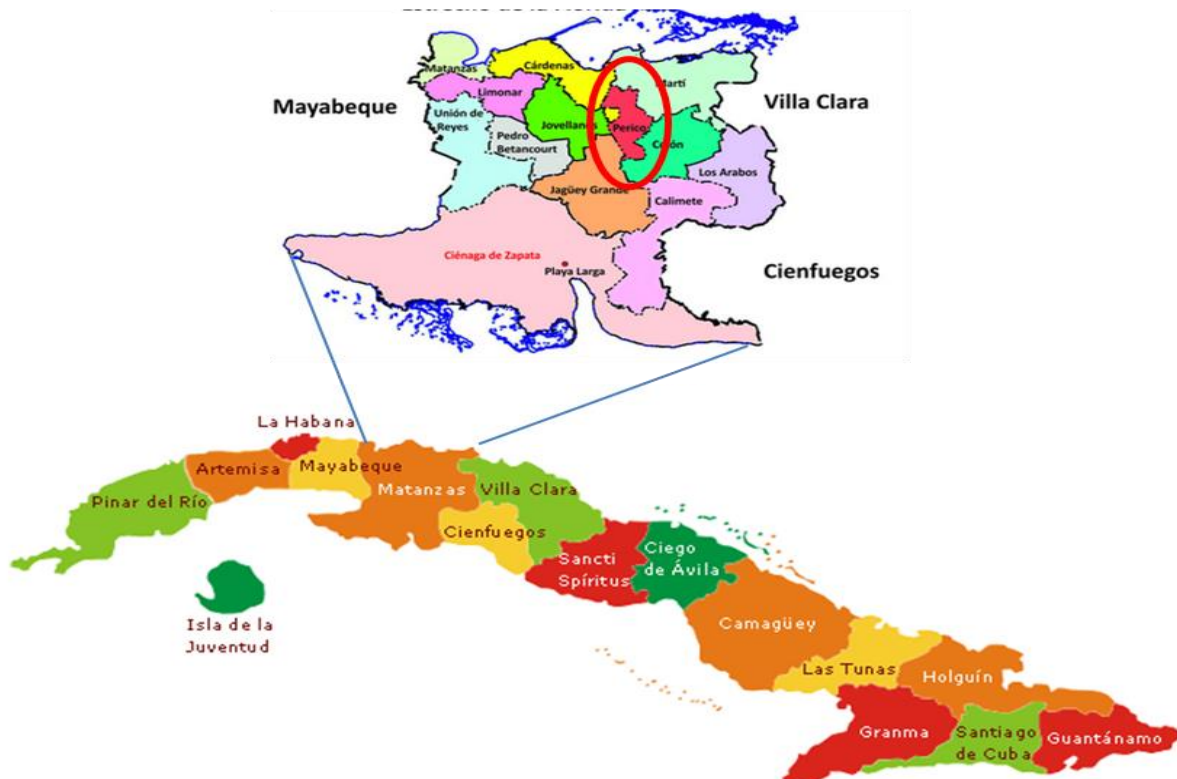 Matanzas
Cárdenas
Martí
Mayabeque
Limonar
Villa Clara
Unión de
Reyes
Pedro
Betancourt
Jovellanos
Perico
Colón
Los Arabos
Jagüey Grande
Calimete
Ciénaga de Zapata
Playa Larga
Cienfuegos
La Habana
Artemisa
Mayabeque
Pinar del Río
Matanzas
Villa Clara
Cienfuegos
Sancti
Spíritus
Ciego
de Ávila
Isla de la
Juventud
Camagüey
Las Tunas
Holguín
Granma
Santiago
de Cuba
Guantánamo